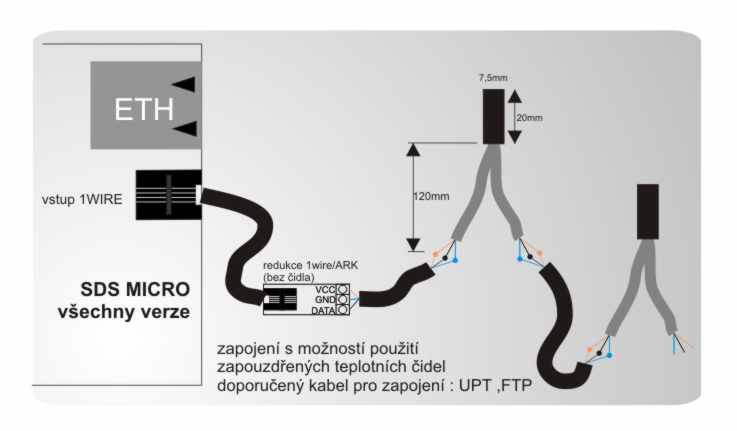 7,5mm
ETH
20mm
120mm
vstup 1WIRE
redukce 1wire/ARK
(bez čidla)
VCC
GND
DATA
SDS MICRO
všechny verze
zapojení s možností použití
zapouzdřených teplotních čidel
doporučený kabel pro zapojení : UPT ,FTP